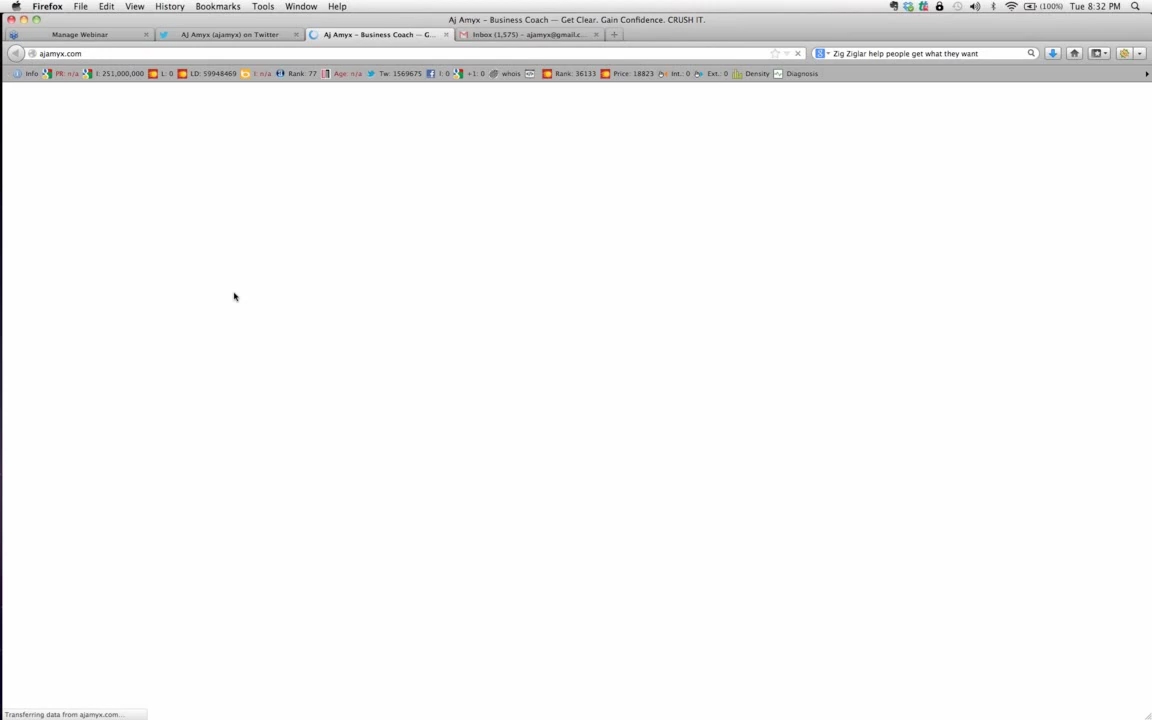 Firefox File Edit View History Bookmarks Tools Window Help (100%) Tue 8:32 PM
Aj Amyx – Business Coach — Get Clear. Gain Confidence. CRUSH IT.
Manage Webinar Aj Amyx (ajamyx) on Twitter Aj Amyx – Business Coach — G... Inbox (1,575) – ajamyx@gmail.c...
ajamyx.com Zig Ziglar help people get what they want
Info PR: n/a I: 251,000,000 L: 0 LD: 59948469 I: n/a Rank: 77 Age: n/a Tw: 1569675 l: 0 +1: 0 whois Rank: 36133 Price: 18823 Int.: 0 Ext.: 0 Density Diagnosis
Transferring data from ajamyx.com...